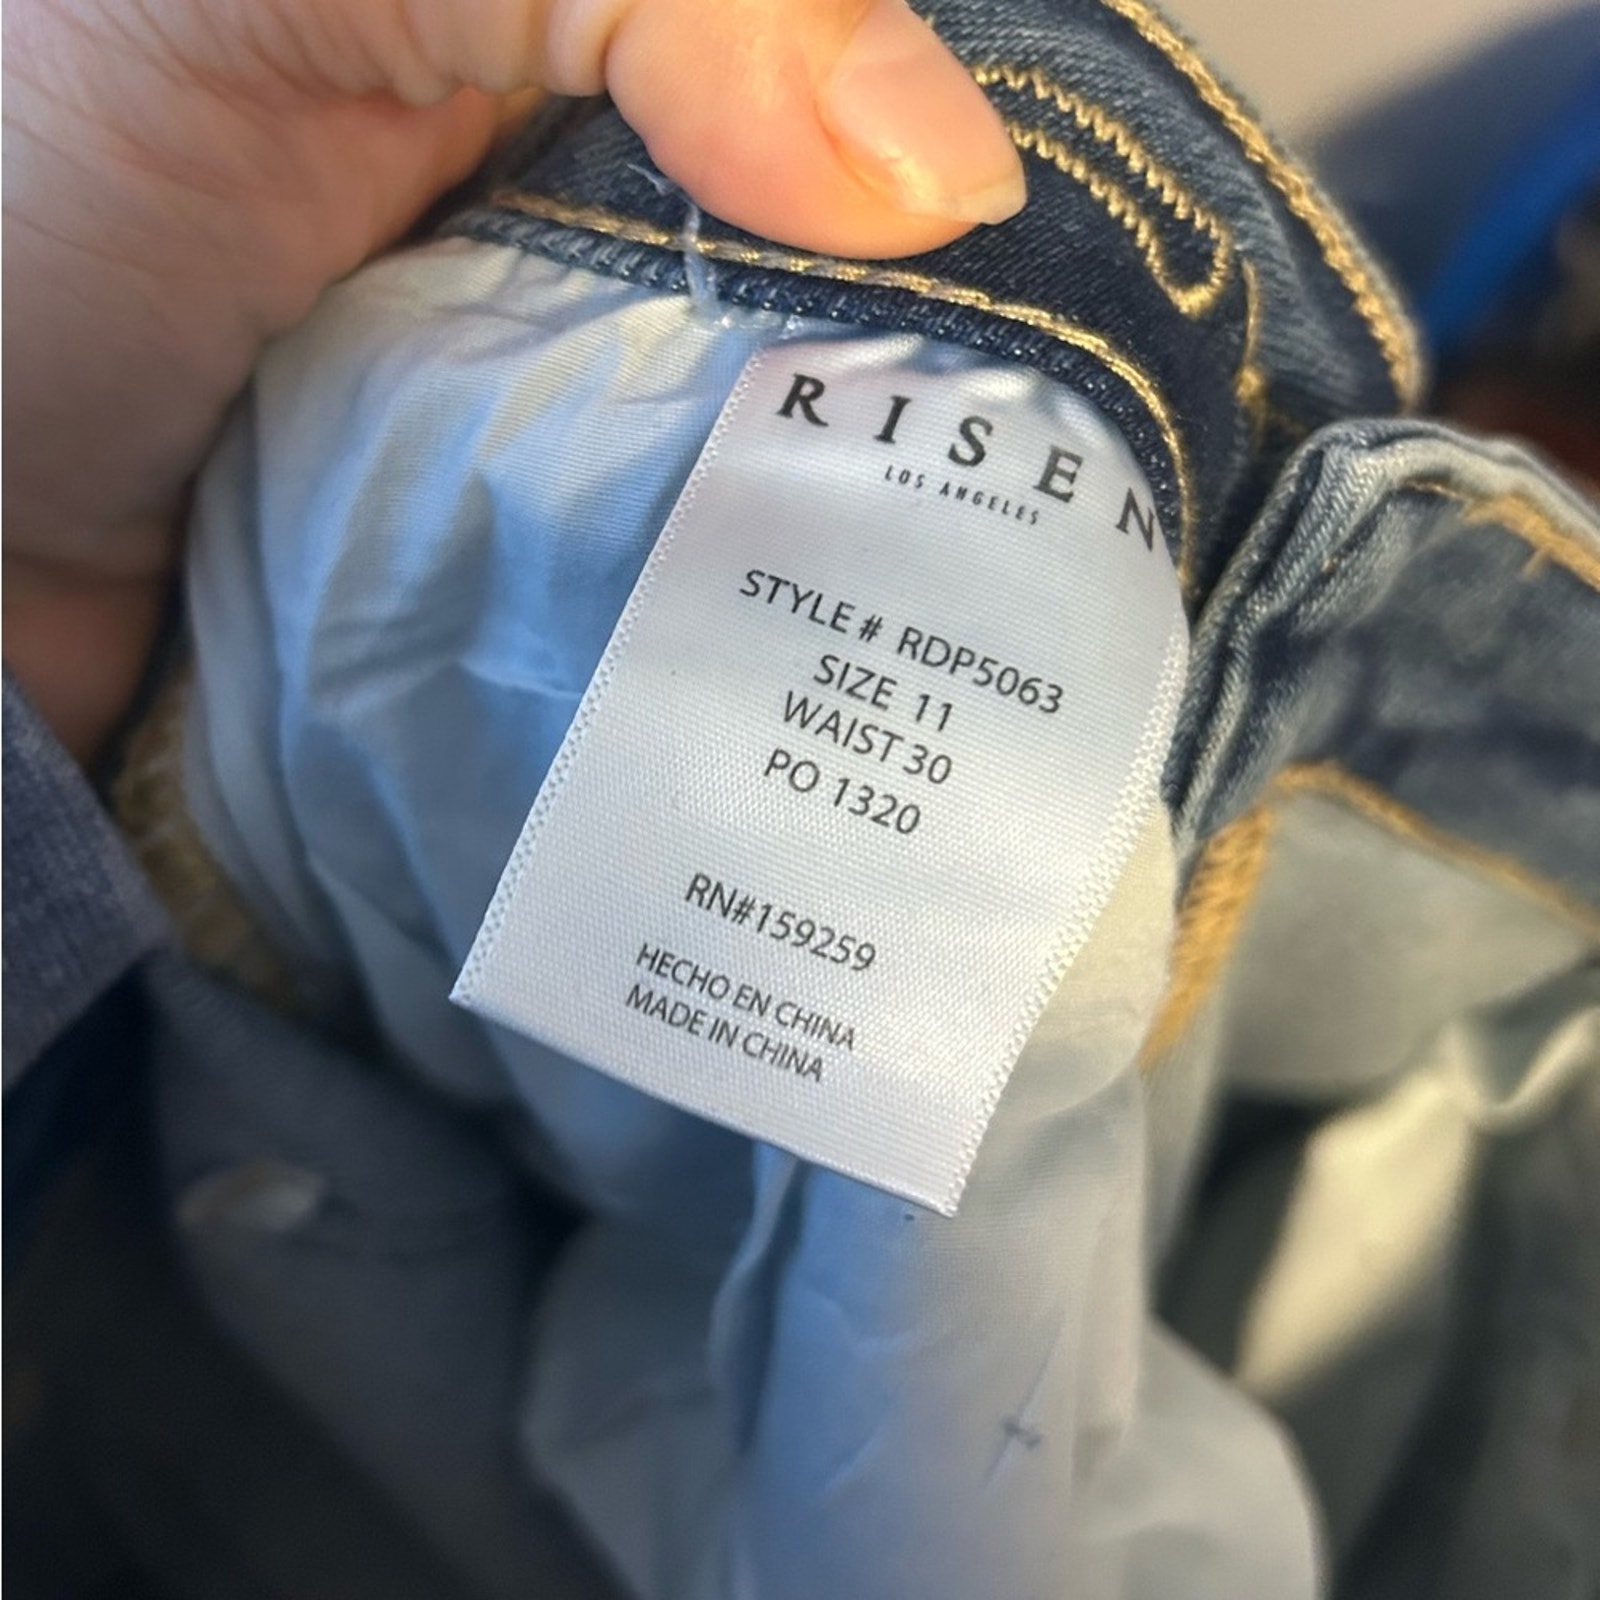 RISEN
LOS ANGELES
STYLE # RDP5063
SIZE 11
WAIST 30
PO 1320
RN#159259
HECHO EN CHINA
MADE IN CHINA